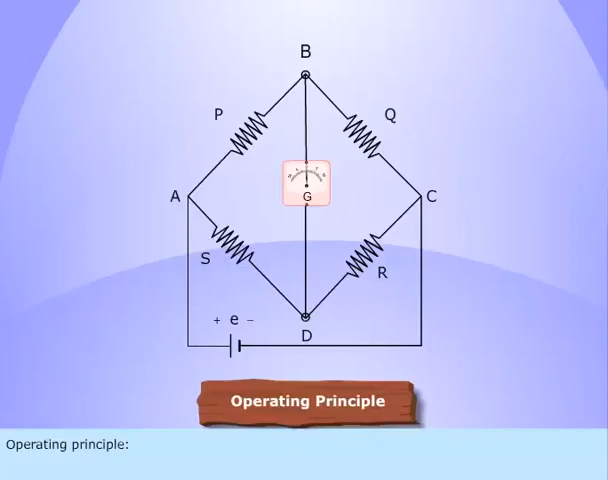 B
P
Q
A
G
C
S
R
+ e −
D
Operating Principle
Operating principle: